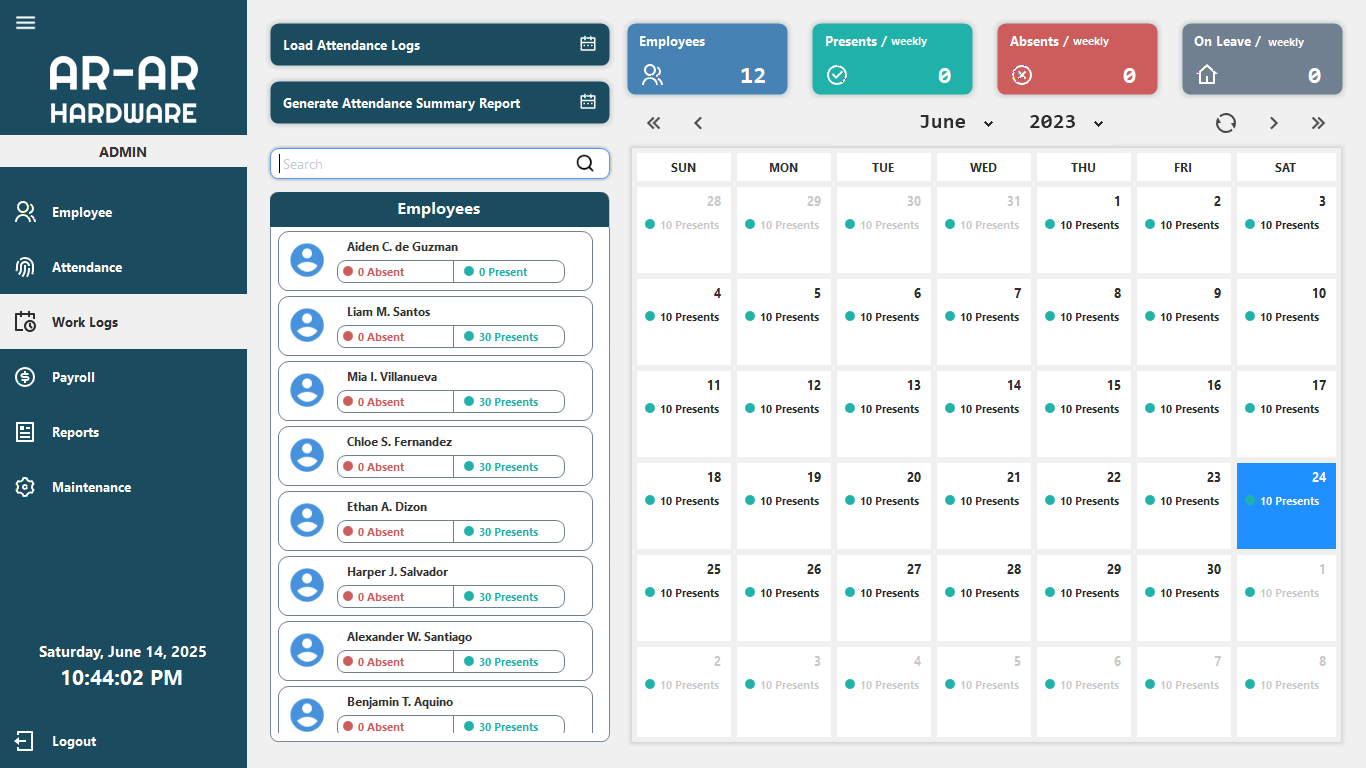 AR-AR
HARDWARE
ADMIN
Employee
Attendance
Work Logs
Payroll
Reports
Maintenance
Saturday, June 14, 2025
10:44:02 PM
Logout
Load Attendance Logs
Generate Attendance Summary Report
Search
Employees
Aiden C. de Guzman
0 Absent 0 Present
Liam M. Santos
0 Absent 30 Presents
Mia I. Villanueva
0 Absent 30 Presents
Chloe S. Fernandez
0 Absent 30 Presents
Ethan A. Dizon
0 Absent 30 Presents
Harper J. Salvador
0 Absent 30 Presents
Alexander W. Santiago
0 Absent 30 Presents
Benjamin T. Aquino
0 Absent 30 Presents
Employees
12
Presents / weekly
0
Absents / weekly
0
On Leave / weekly
0
June 2023
SUN MON TUE WED THU FRI SAT
28 29 30 31 1 2 3
10 Presents 10 Presents 10 Presents 10 Presents 10 Presents 10 Presents 10 Presents
4 5 6 7 8 9 10
10 Presents 10 Presents 10 Presents 10 Presents 10 Presents 10 Presents 10 Presents
11 12 13 14 15 16 17
10 Presents 10 Presents 10 Presents 10 Presents 10 Presents 10 Presents 10 Presents
18 19 20 21 22 23 24
10 Presents 10 Presents 10 Presents 10 Presents 10 Presents 10 Presents 10 Presents
25 26 27 28 29 30 1
10 Presents 10 Presents 10 Presents 10 Presents 10 Presents 10 Presents 10 Presents
2 3 4 5 6 7 8
10 Presents 10 Presents 10 Presents 10 Presents 10 Presents 10 Presents 10 Presents